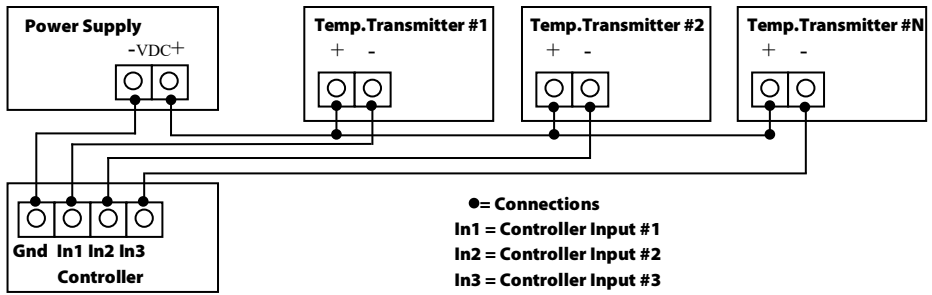 Power Supply
-VDC+
Temp.Transmitter #1
+ -
Temp.Transmitter #2
+ -
Temp.Transmitter #N
+ -
Gnd In1 In2 In3
Controller
= Connections
In1 = Controller Input #1
In2 = Controller Input #2
In3 = Controller Input #3